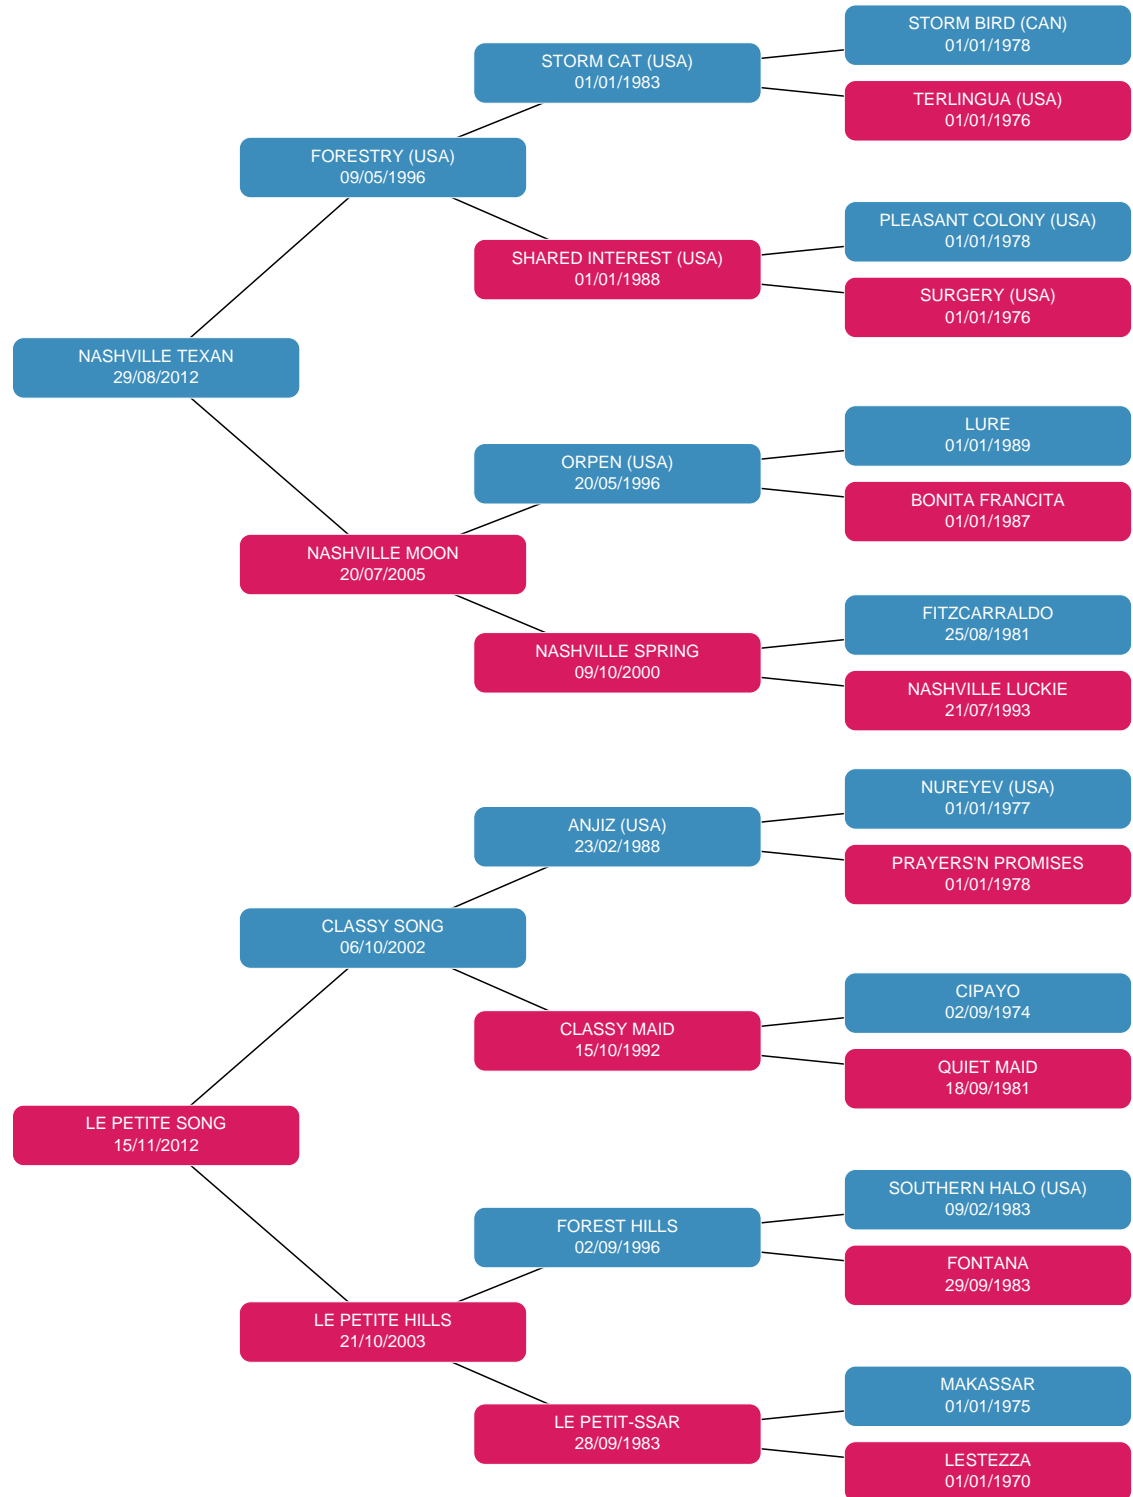 STORM BIRD (CAN)
01/01/1978
STORM CAT (USA)
01/01/1983
TERLINGUA (USA)
01/01/1976
FORESTRY (USA)
09/05/1996
PLEASANT COLONY (USA)
01/01/1978
SHARED INTEREST (USA)
01/01/1988
SURGERY (USA)
01/01/1976
NASHVILLE TEXAN
29/08/2012
LURE
01/01/1989
ORPEN (USA)
20/05/1996
BONITA FRANCITA
01/01/1987
NASHVILLE MOON
20/07/2005
FITZCARRALDO
25/08/1981
NASHVILLE SPRING
09/10/2000
NASHVILLE LUCKIE
21/07/1993
NUREYEV (USA)
01/01/1977
ANJIZ (USA)
23/02/1988
PRAYERS'N PROMISES
01/01/1978
CLASSY SONG
06/10/2002
CIPAYO
02/09/1974
CLASSY MAID
15/10/1992
QUIET MAID
18/09/1981
LE PETITE SONG
15/11/2012
SOUTHERN HALO (USA)
09/02/1983
FOREST HILLS
02/09/1996
FONTANA
29/09/1983
LE PETITE HILLS
21/10/2003
MAKASSAR
01/01/1975
LE PETIT-SSAR
28/09/1983
LESTEZZA
01/01/1970